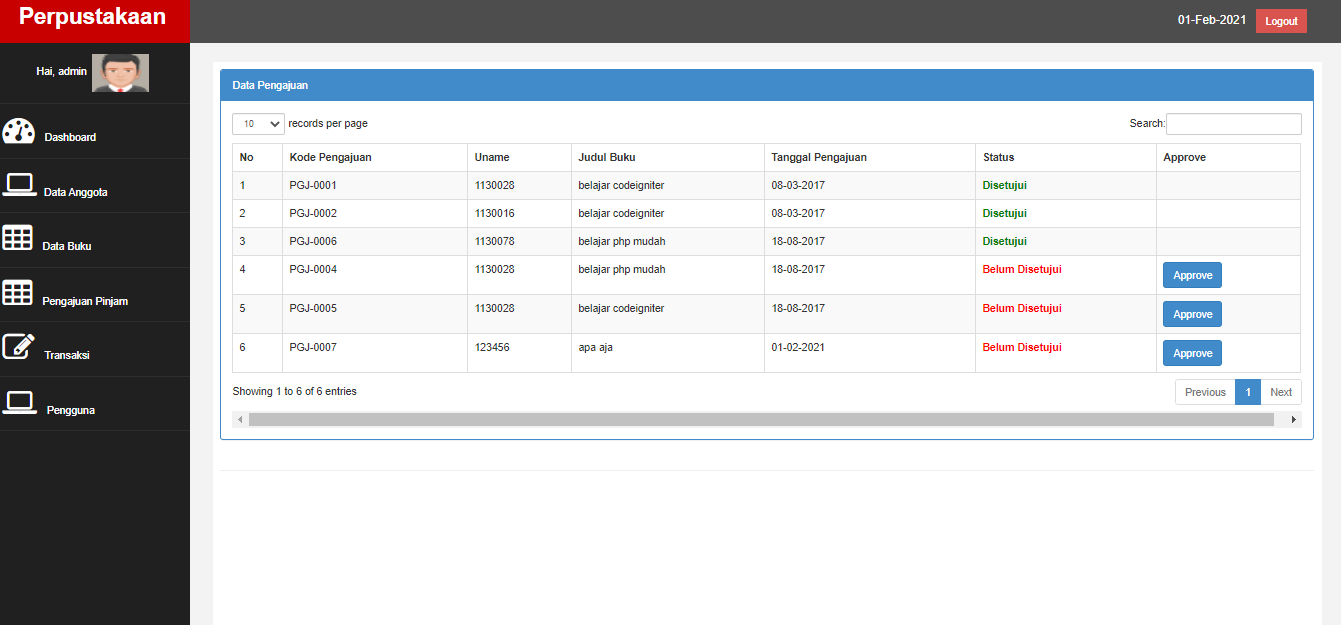 Perpustakaan
01-Feb-2021 Logout
Hai, admin
Dashboard
Data Anggota
Data Buku
Pengajuan Pinjam
Transaksi
Pengguna
Data Pengajuan
10 records per page Search:
No Kode Pengajuan Uname Judul Buku Tanggal Pengajuan Status Approve
1 PGJ-0001 1130028 belajar codeigniter 08-03-2017 Disetujui
2 PGJ-0002 1130016 belajar codeigniter 08-03-2017 Disetujui
3 PGJ-0006 1130078 belajar php mudah 18-08-2017 Disetujui
4 PGJ-0004 1130028 belajar php mudah 18-08-2017 Belum Disetujui Approve
5 PGJ-0005 1130028 belajar codeigniter 18-08-2017 Belum Disetujui Approve
6 PGJ-0007 123456 apa aja 01-02-2021 Belum Disetujui Approve
Showing 1 to 6 of 6 entries Previous 1 Next